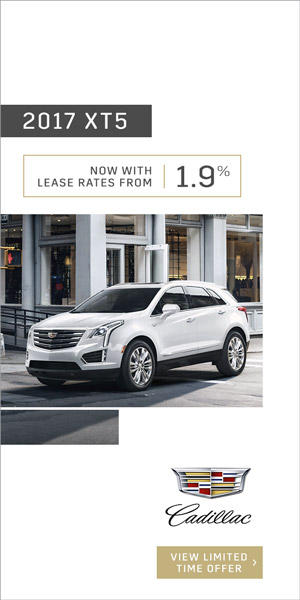 2017 XT5
NOW WITH
LEASE RATES FROM
1.9%
Cadillac
VIEW LIMITED
TIME OFFER >